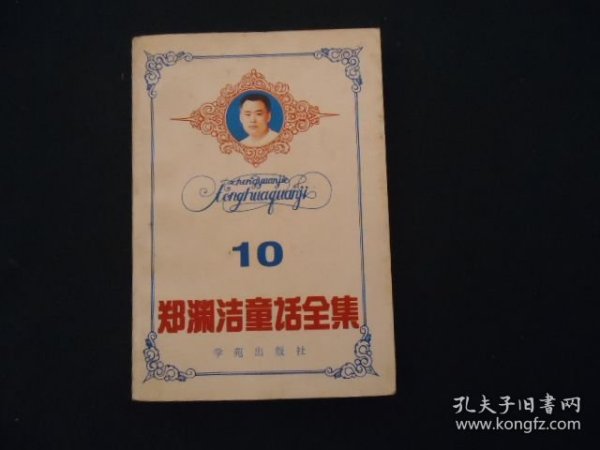 zhengyuanjie
tonghuaquanji
10
郑渊洁童话全集
学苑出版社
孔夫子旧书网
www.kongfz.com